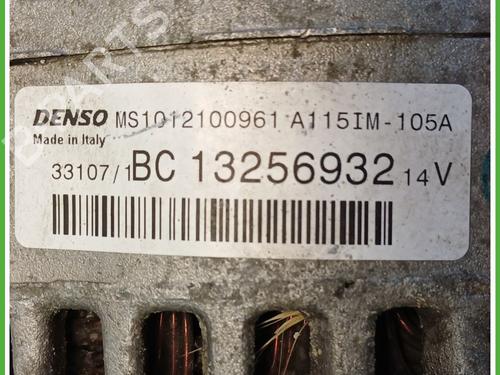 DENSO MS1012100961 A115IM-105A
Made in Italy
33107/1 BC 13256932 14V